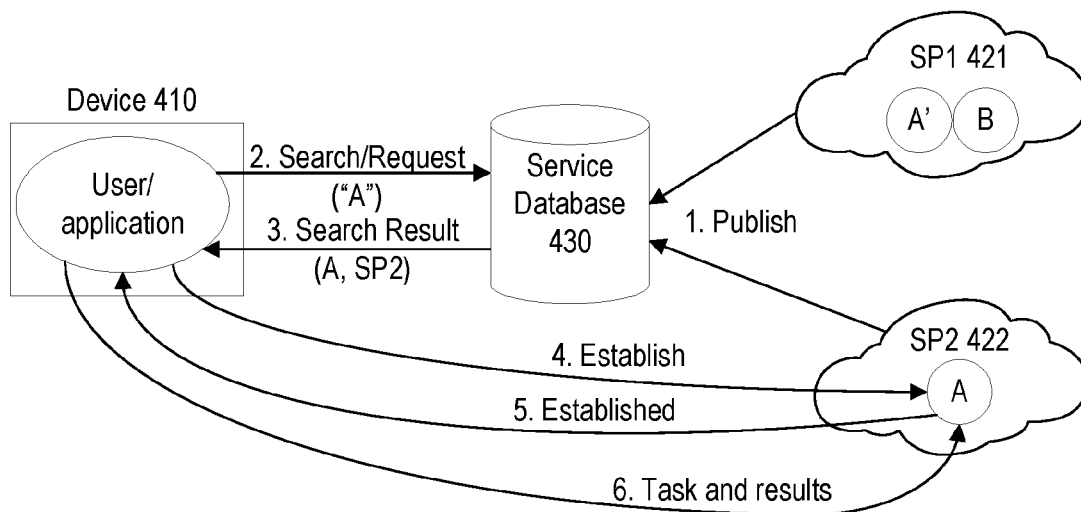 Device 410
User/
application
2. Search/Request
(“A”)
3. Search Result
(A, SP2)
Service
Database
430
SP1 421
A’ B
1. Publish
SP2 422
A
4. Establish
5. Established
6. Task and results